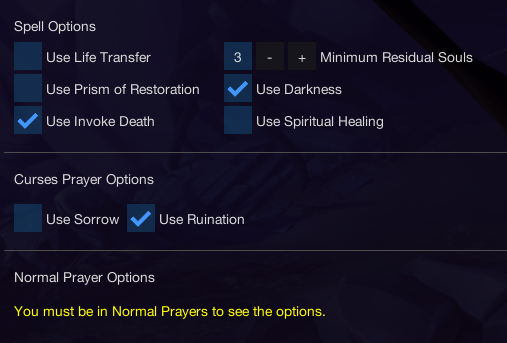 Spell Options
Use Life Transfer 3 - + Minimum Residual Souls
Use Prism of Restoration Use Darkness
Use Invoke Death Use Spiritual Healing
Curses Prayer Options
Use Sorrow Use Ruination
Normal Prayer Options
You must be in Normal Prayers to see the options.